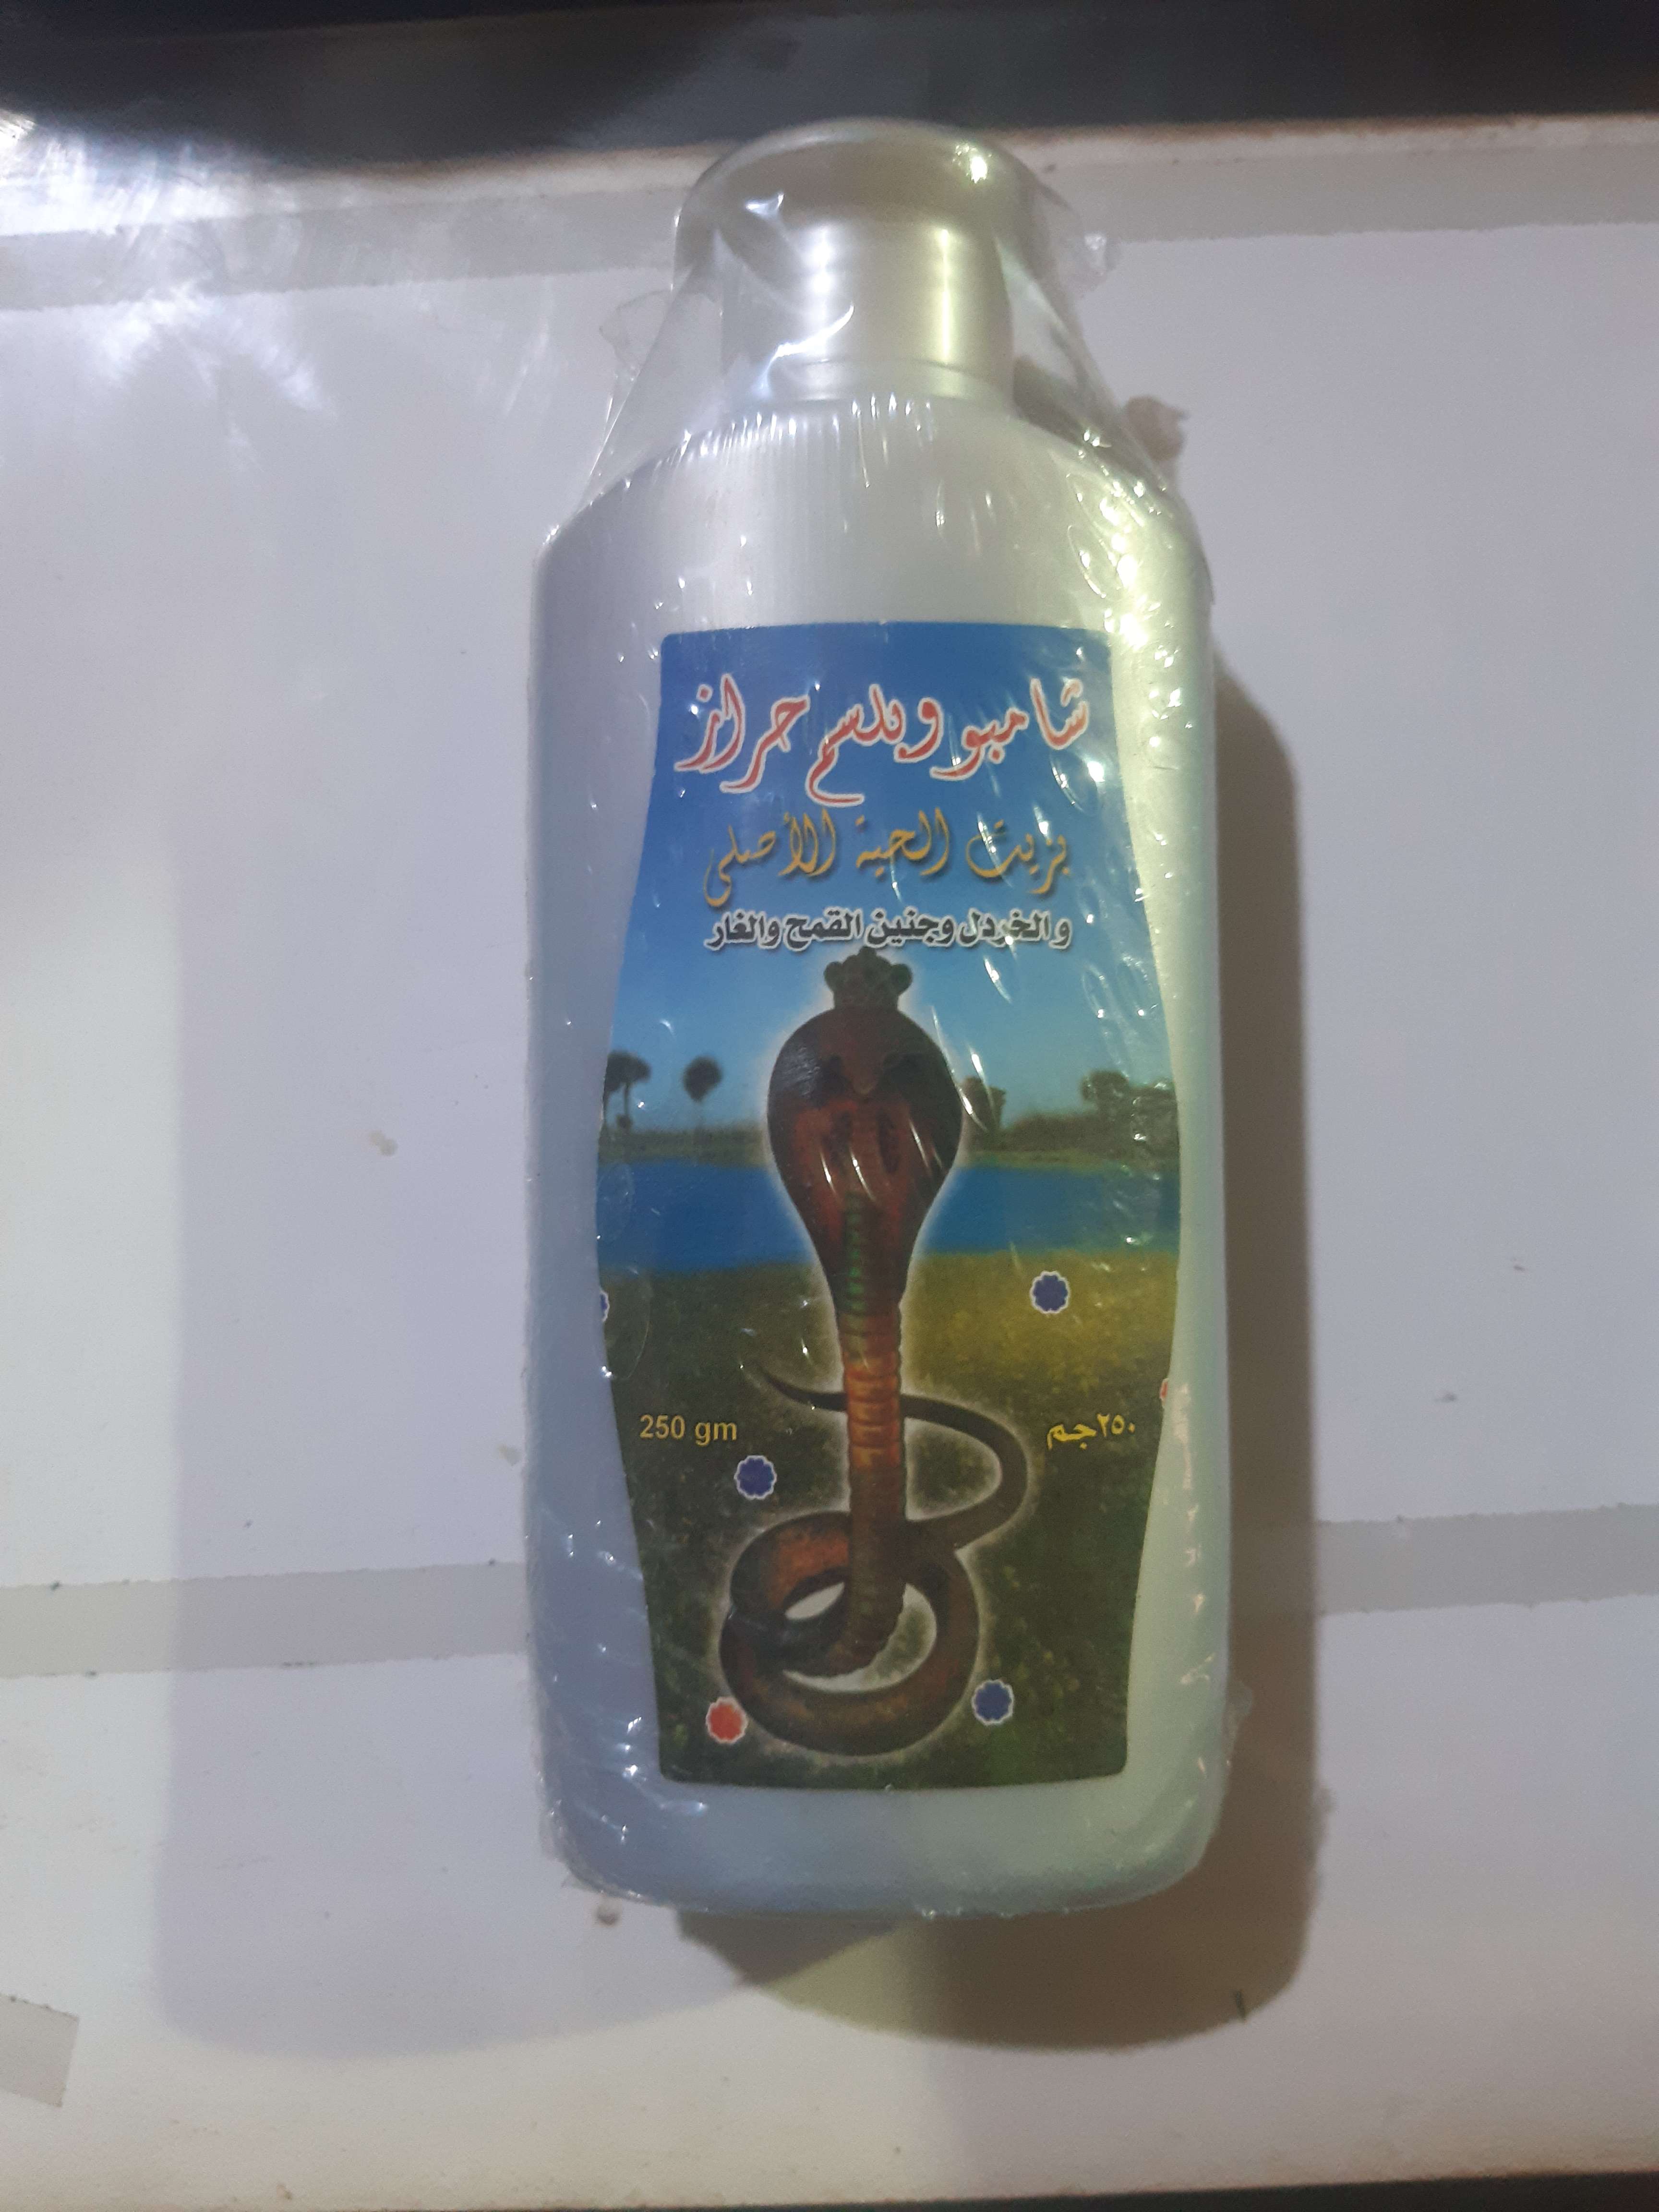 شامبو وبلسم حراز
بزيت الحية الأصلي
والخردل وجنين القمح والغار
250 gm
٢٥٠جم